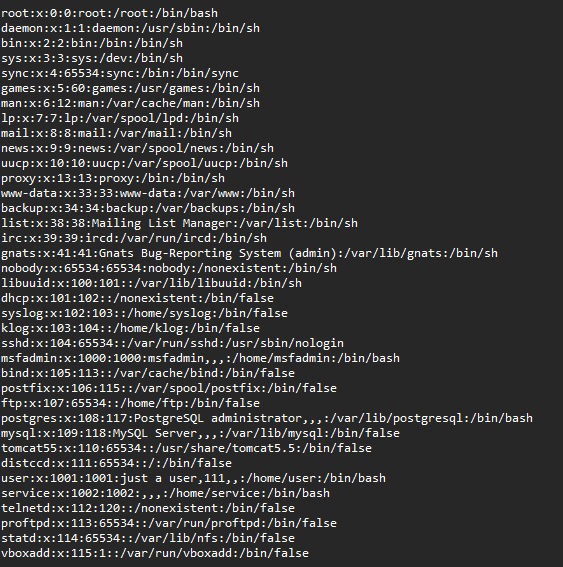 root:x:0:0:root:/root:/bin/bash
daemon:x:1:1:daemon:/usr/sbin:/bin/sh
bin:x:2:2:bin:/bin:/bin/sh
sys:x:3:3:sys:/dev:/bin/sh
sync:x:4:65534:sync:/bin:/bin/sync
games:x:5:60:games:/usr/games:/bin/sh
man:x:6:12:man:/var/cache/man:/bin/sh
lp:x:7:7:lp:/var/spool/lpd:/bin/sh
mail:x:8:8:mail:/var/mail:/bin/sh
news:x:9:9:news:/var/spool/news:/bin/sh
uucp:x:10:10:uucp:/var/spool/uucp:/bin/sh
proxy:x:13:13:proxy:/bin:/bin/sh
www-data:x:33:33:www-data:/var/www:/bin/sh
backup:x:34:34:backup:/var/backups:/bin/sh
list:x:38:38:Mailing List Manager:/var/list:/bin/sh
irc:x:39:39:ircd:/var/run/ircd:/bin/sh
gnats:x:41:41:Gnats Bug-Reporting System (admin):/var/lib/gnats:/bin/sh
nobody:x:65534:65534:nobody:/nonexistent:/bin/sh
libuuid:x:100:101::/var/lib/libuuid:/bin/sh
dhcp:x:101:102::/nonexistent:/bin/false
syslog:x:102:103::/home/syslog:/bin/false
klog:x:103:104::/home/klog:/bin/false
sshd:x:104:65534::/var/run/sshd:/usr/sbin/nologin
msfadmin:x:1000:1000:msfadmin,,,:/home/msfadmin:/bin/bash
bind:x:105:113::/var/cache/bind:/bin/false
postfix:x:106:115::/var/spool/postfix:/bin/false
ftp:x:107:65534::/home/ftp:/bin/false
postgres:x:108:117:PostgreSQL administrator,,,:/var/lib/postgresql:/bin/bash
mysql:x:109:118:MySQL Server,,,:/var/lib/mysql:/bin/false
tomcat55:x:110:65534::/usr/share/tomcat5.5:/bin/false
distccd:x:111:65534::/:/bin/false
user:x:1001:1001:just a user,111,,:/home/user:/bin/bash
service:x:1002:1002:,,,:/home/service:/bin/bash
telnetd:x:112:120::/nonexistent:/bin/false
proftpd:x:113:65534::/var/run/proftpd:/bin/false
statd:x:114:65534::/var/lib/nfs:/bin/false
vboxadd:x:115:1::/var/run/vboxadd:/bin/false